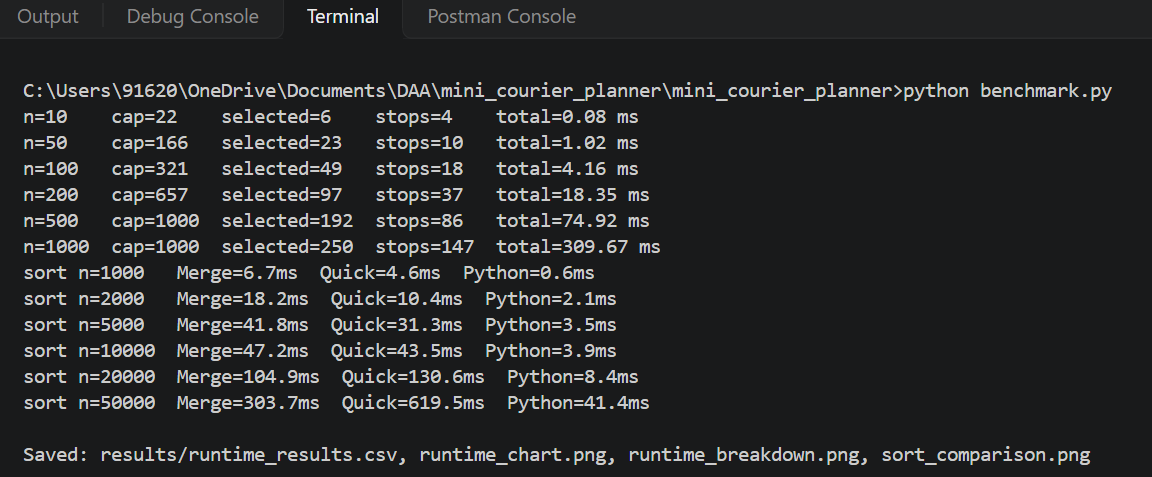 Output Debug Console Terminal Postman Console
C:\Users\91620\OneDrive\Documents\DAA\mini_courier_planner\mini_courier_planner>python benchmark.py
n=10    cap=22    selected=6    stops=4    total=0.08 ms
n=50    cap=166   selected=23   stops=10   total=1.02 ms
n=100   cap=321   selected=49   stops=18   total=4.16 ms
n=200   cap=657   selected=97   stops=37   total=18.35 ms
n=500   cap=1000  selected=192  stops=86   total=74.92 ms
n=1000  cap=1000  selected=250  stops=147  total=309.67 ms
sort n=1000   Merge=6.7ms  Quick=4.6ms  Python=0.6ms
sort n=2000   Merge=18.2ms  Quick=10.4ms  Python=2.1ms
sort n=5000   Merge=41.8ms  Quick=31.3ms  Python=3.5ms
sort n=10000  Merge=47.2ms  Quick=43.5ms  Python=3.9ms
sort n=20000  Merge=104.9ms  Quick=130.6ms  Python=8.4ms
sort n=50000  Merge=303.7ms  Quick=619.5ms  Python=41.4ms
Saved: results/runtime_results.csv, runtime_chart.png, runtime_breakdown.png, sort_comparison.png